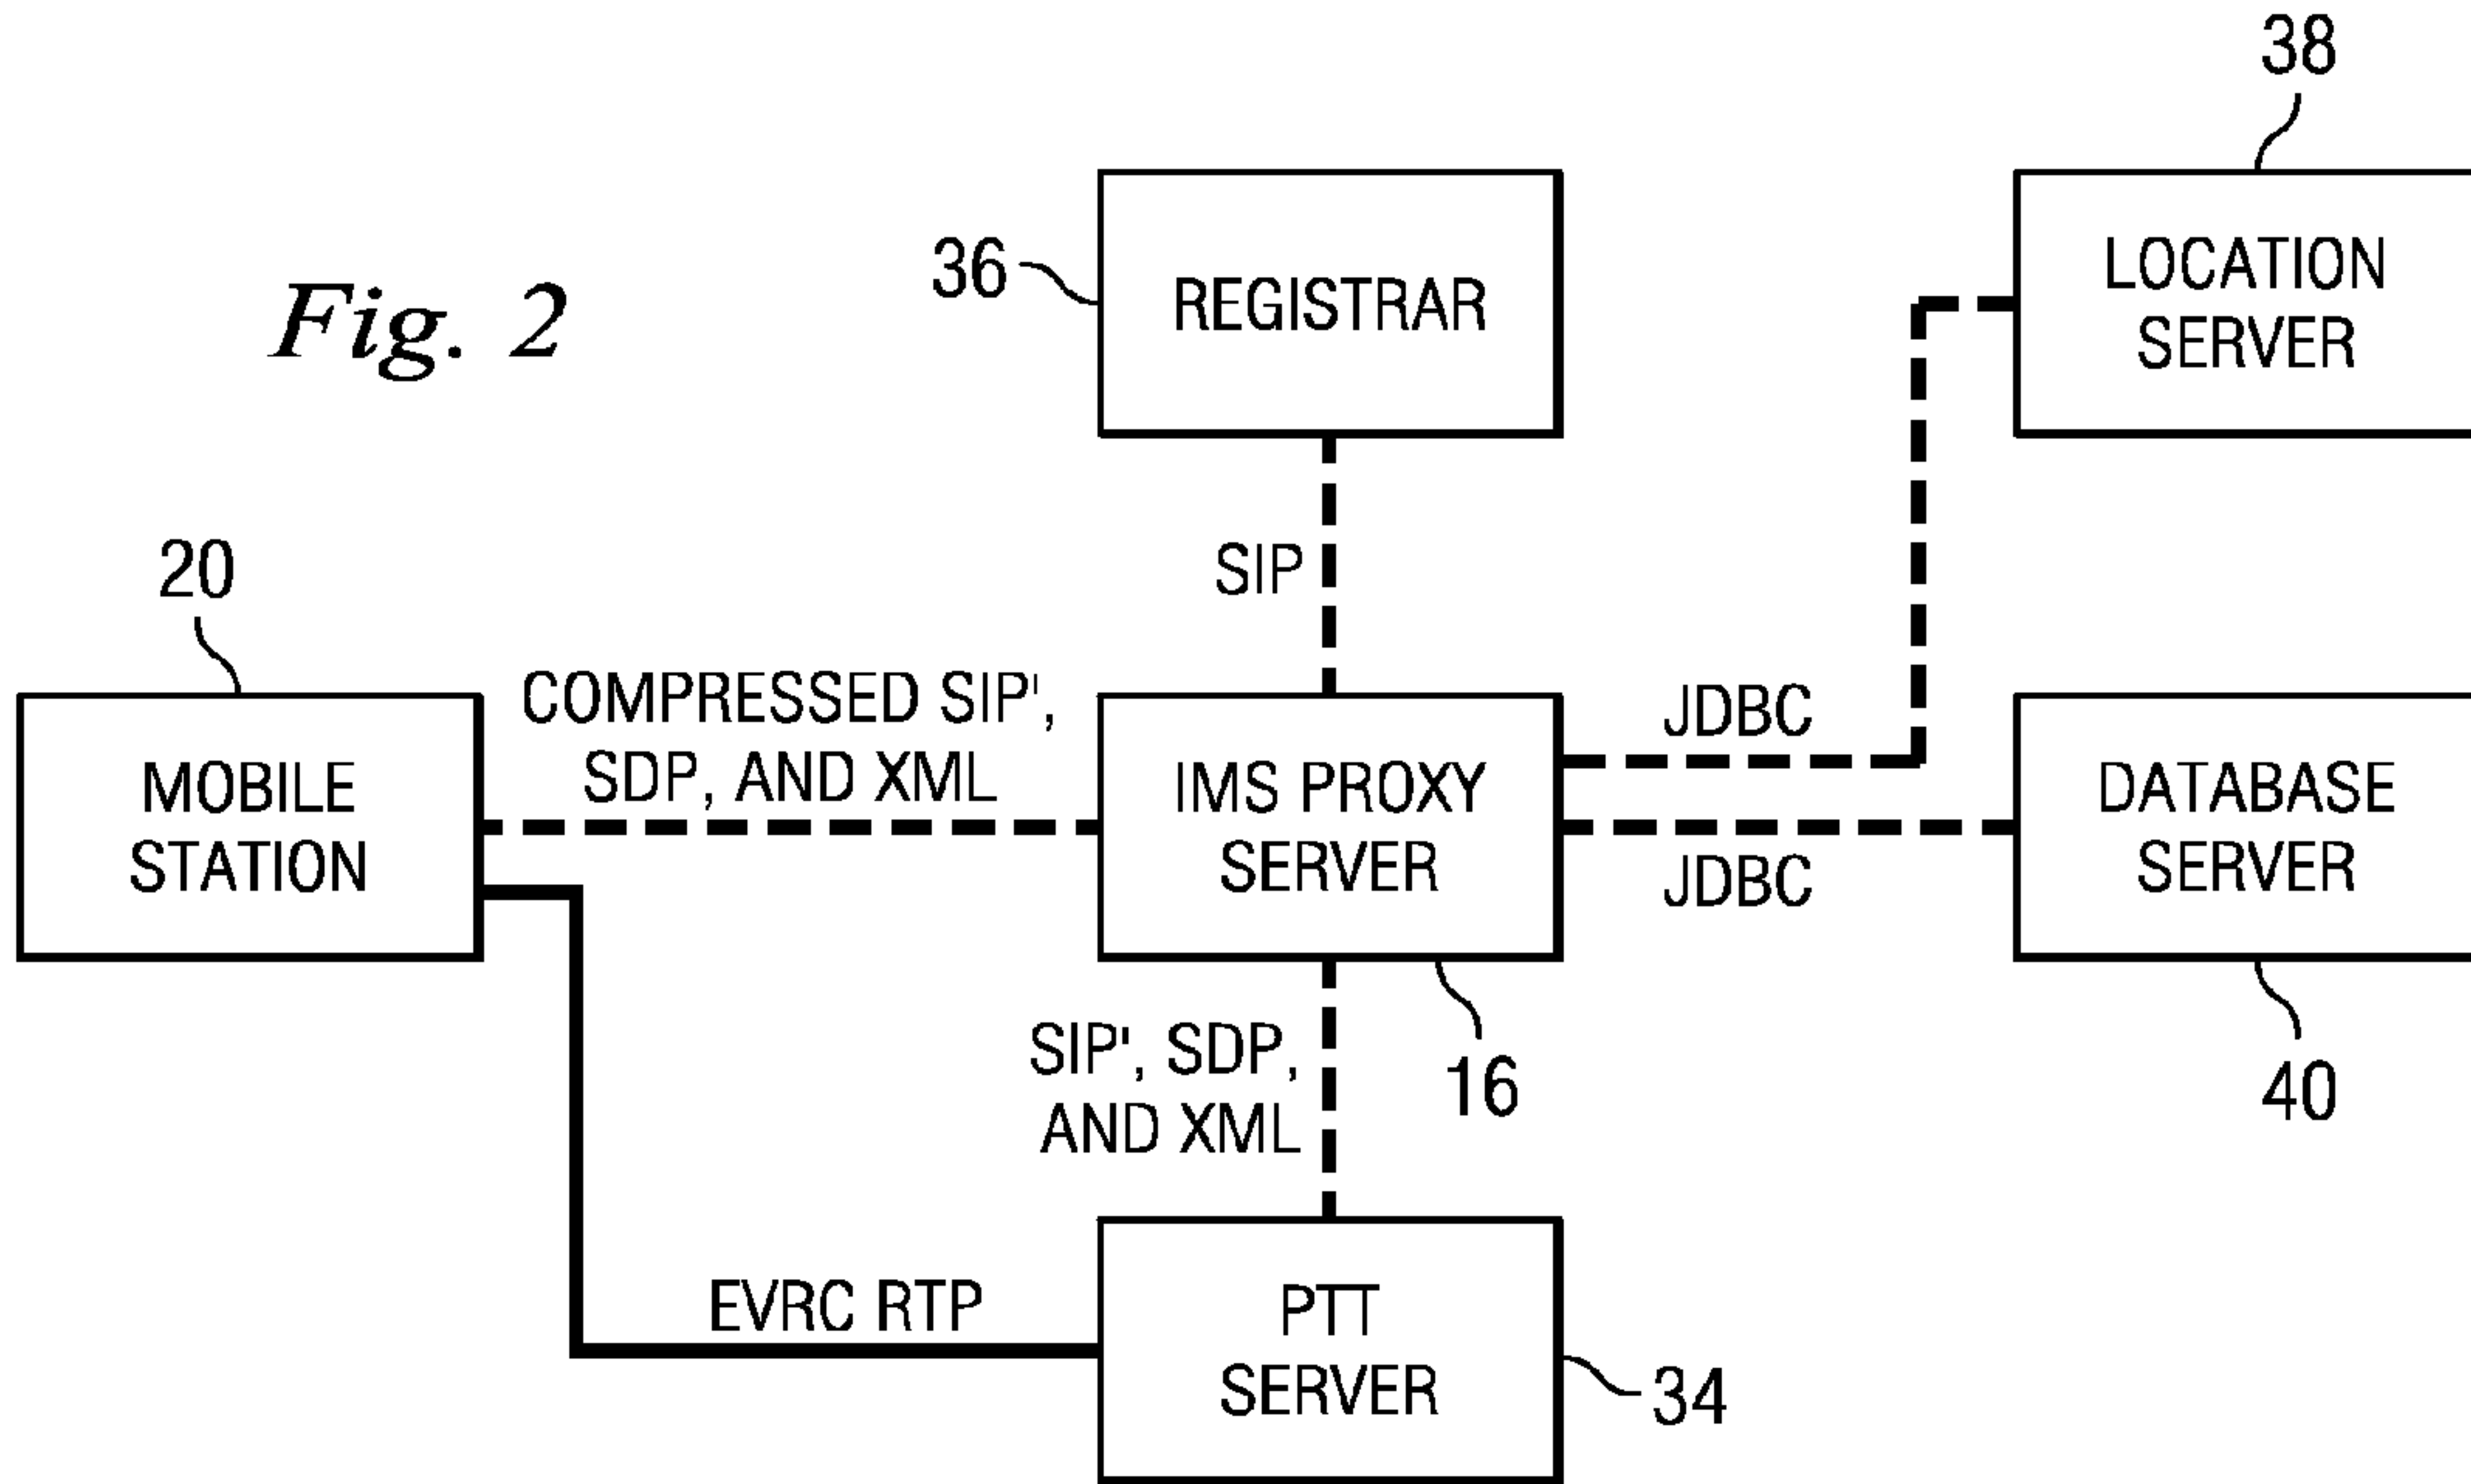 38
36
REGISTRAR
LOCATION
SERVER
Fig. 2
SIP
20
COMPRESSED SIP',
SDP, AND XML
MOBILE
STATION
IMS PROXY
SERVER
JDBC
JDBC
DATABASE
SERVER
SIP', SDP,
AND XML
16
40
EVRC RTP
PTT
SERVER
34